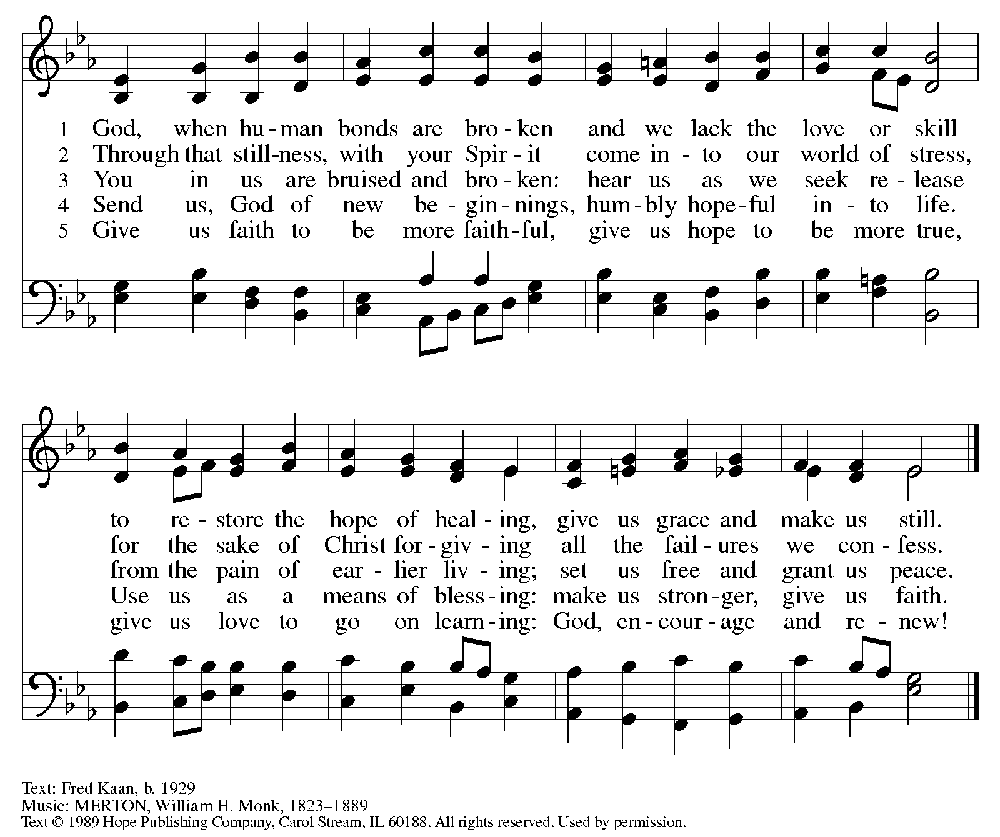 1 God, when hu - man bonds are bro - ken and we lack the love or skill
2 Through that still - ness, with your Spir - it come in - to our world of stress,
3 You in us are bruised and bro - ken: hear us as we seek re - lease
4 Send us, God of new be - gin - nings, hum - bly hope - ful in - to life.
5 Give us faith to be more faith - ful, give us hope to be more true,
to re - store the hope of heal - ing, give us grace and make us still.
for the sake of Christ for - giv - ing all the fail - ures we con - fess.
from the pain of ear - lier liv - ing; set us free and grant us peace.
Use us as a means of bless - ing: make us stron - ger, give us faith.
give us love to go on learn - ing: God, en - cour - age and re - new!
Text: Fred Kaan, b. 1929
Music: MERTON, William H. Monk, 1823–1889
Text © 1989 Hope Publishing Company, Carol Stream, IL 60188. All rights reserved. Used by permission.